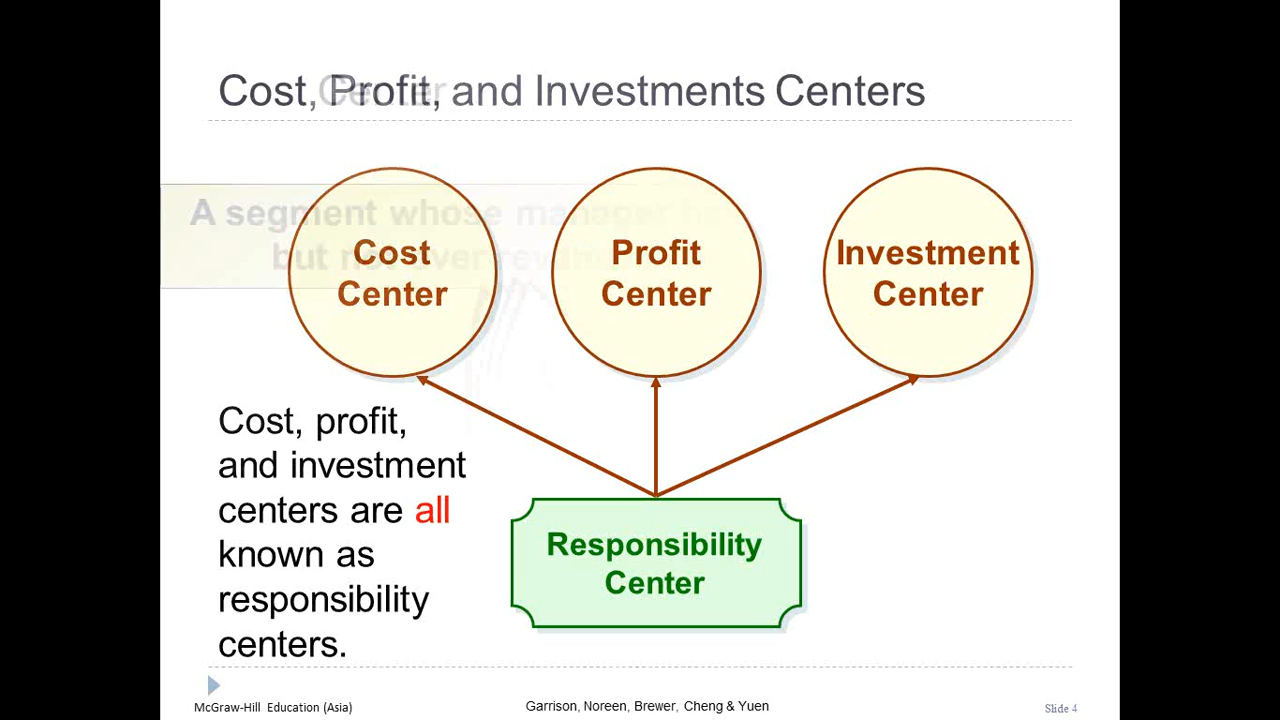 Cost, Profit, and Investments Centers
Center
A segment whose manager
but not over
Cost
Center
Profit
Center
Investment
Center
Cost, profit,
and investment
centers are all
known as
responsibility
centers.
Responsibility
Center
McGraw-Hill Education (Asia)
Garrison, Noreen, Brewer, Cheng & Yuen
Slide 4